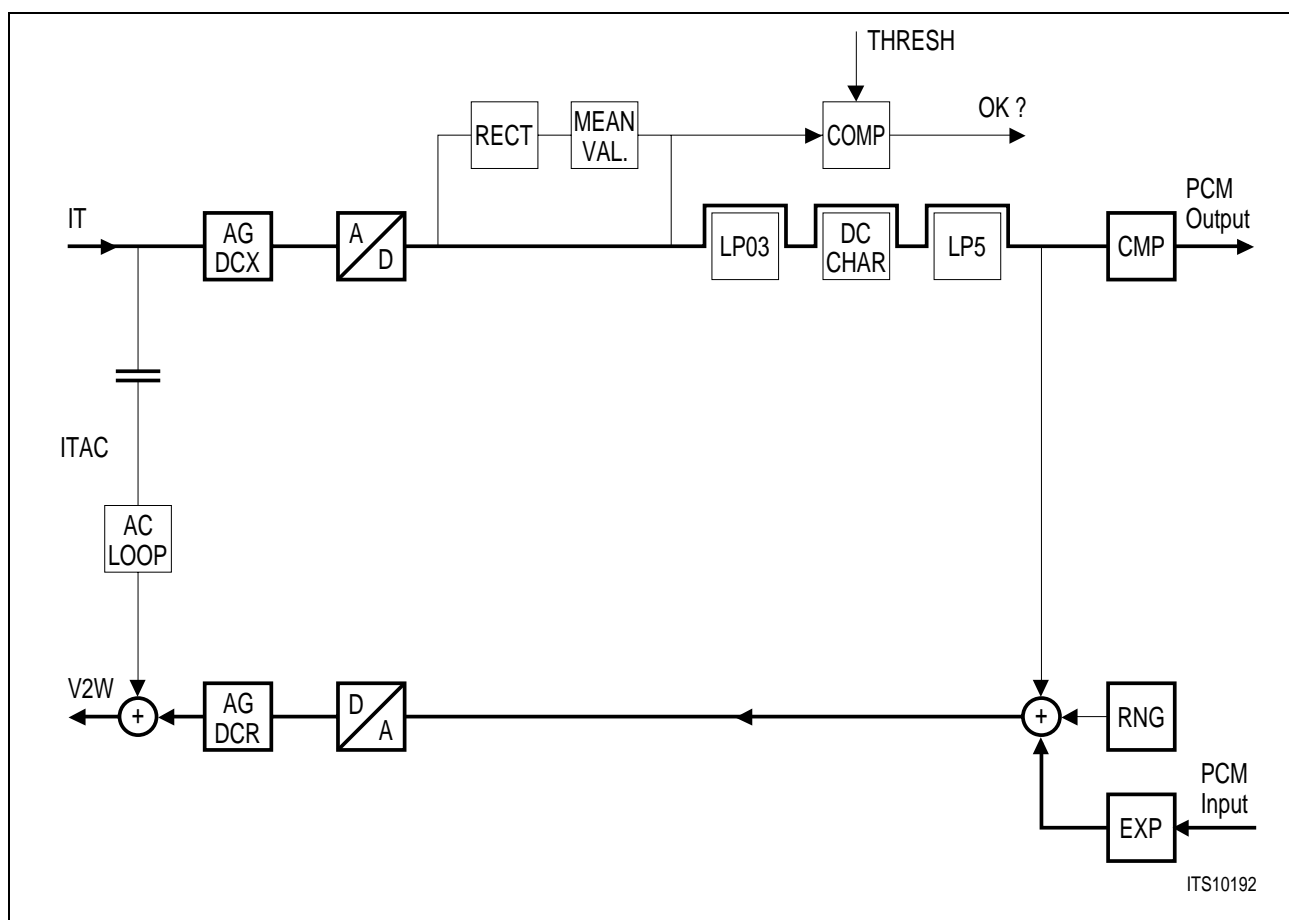 THRESH
OK ?
RECT
MEAN
VAL.
COMP
PCM
Output
IT
AG
DCX
A
D
LP03
DC
CHAR
LP5
CMP
ITAC
AC
LOOP
V2W
+
AG
DCR
D
A
+
RNG
PCM
Input
EXP
ITS10192